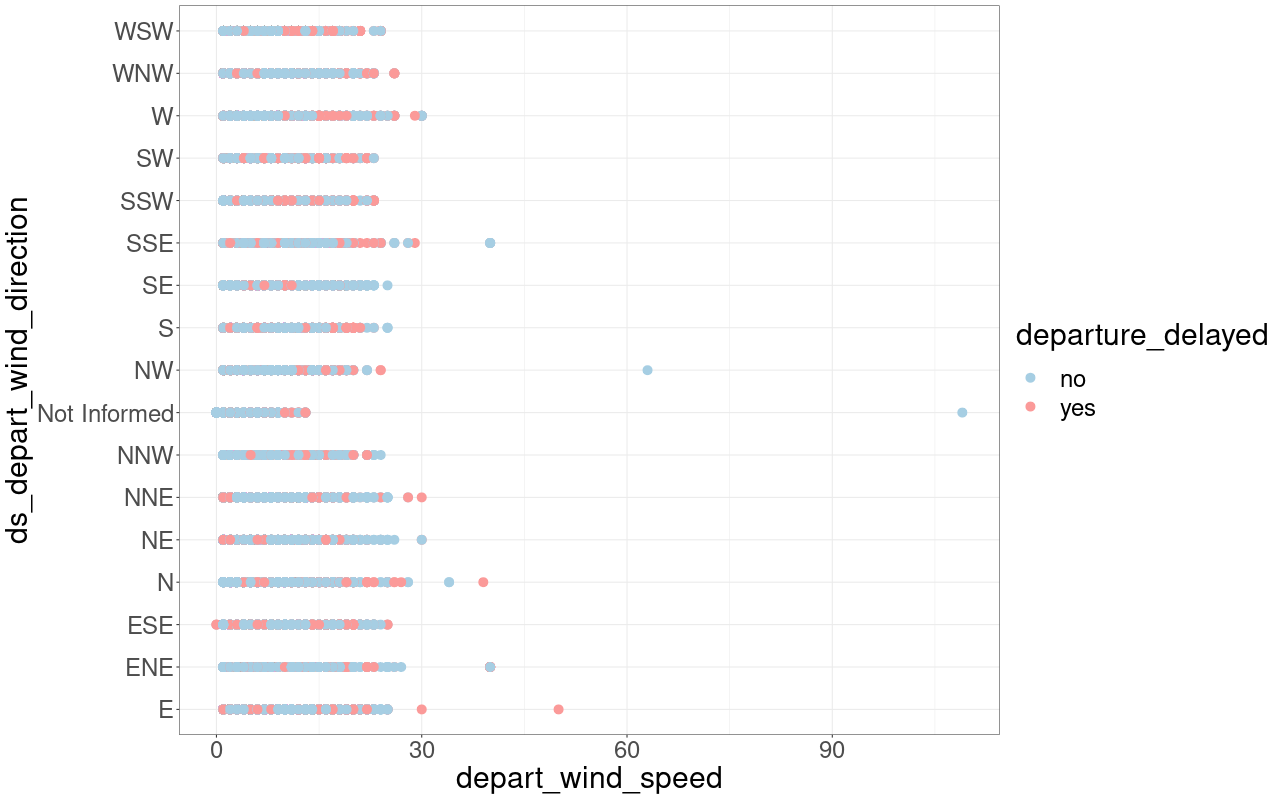 WSW
WNW
W
SW
SSW
SSE
SE
S
NW
Not Informed
NNW
NNE
NE
N
ESE
ENE
E
ds_depart_wind_direction
0 30 60 90
depart_wind_speed
departure_delayed
no
yes